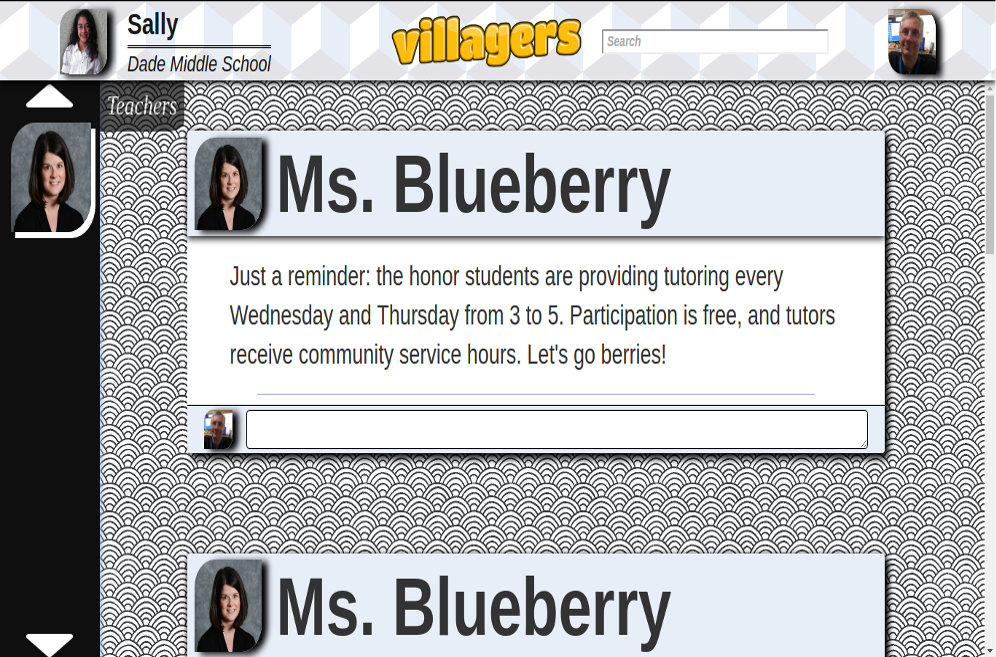 Sally
Dade Middle School
villagers
Search
Teachers
Ms. Blueberry
Just a reminder: the honor students are providing tutoring every
Wednesday and Thursday from 3 to 5. Participation is free, and tutors
receive community service hours. Let's go berries!
Ms. Blueberry